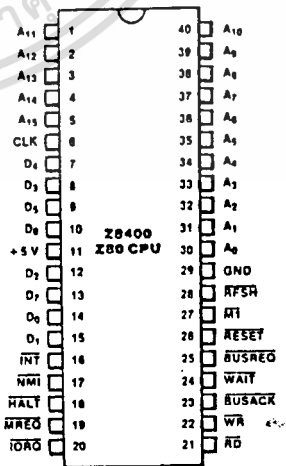 A11 1 40 A10
A12 2 39 A9
A13 3 38 A8
A14 4 37 A7
A15 5 36 A6
CLK 6 35 A5
D4 7 34 A4
D3 8 33 A3
D5 9 32 A2
D6 10 31 A1
Z8400
Z80 CPU
+5 V 11 30 A0
D2 12 29 GND
D7 13 28 RFSH
D0 14 27 M1
D1 15 26 RESET
INT 16 25 BUSREQ
NMI 17 24 WAIT
HALT 18 23 BUSACK
MREQ 19 22 WR
IORQ 20 21 RD